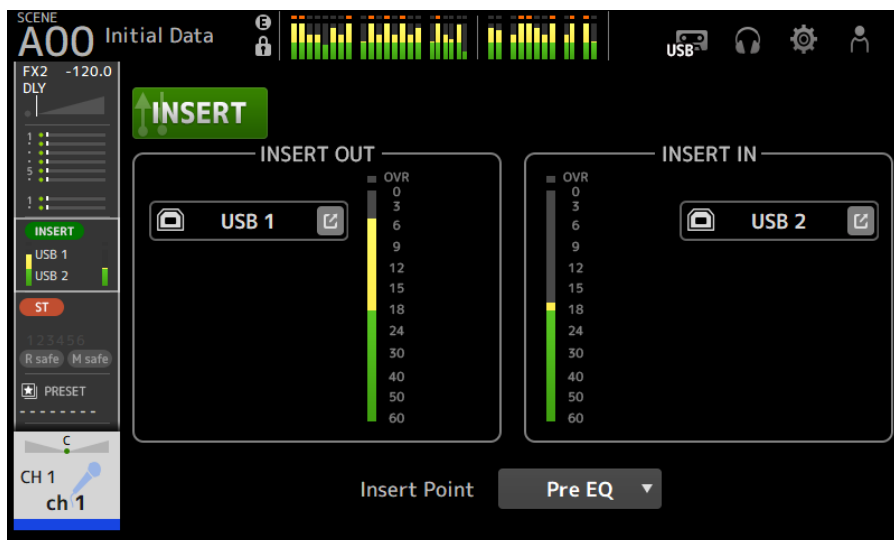 SCENE
A00 Initial Data
E
USB
FX2 -120.0
DLY
1
5
1
INSERT
USB 1
USB 2
ST
123456
R safe M safe
PRESET
--------
C
CH 1
ch 1
INSERT
INSERT OUT
USB 1
OVR
0
3
6
9
12
15
18
24
30
40
50
60
INSERT IN
OVR
0
3
6
9
12
15
18
24
30
40
50
60
USB 2
Insert Point Pre EQ